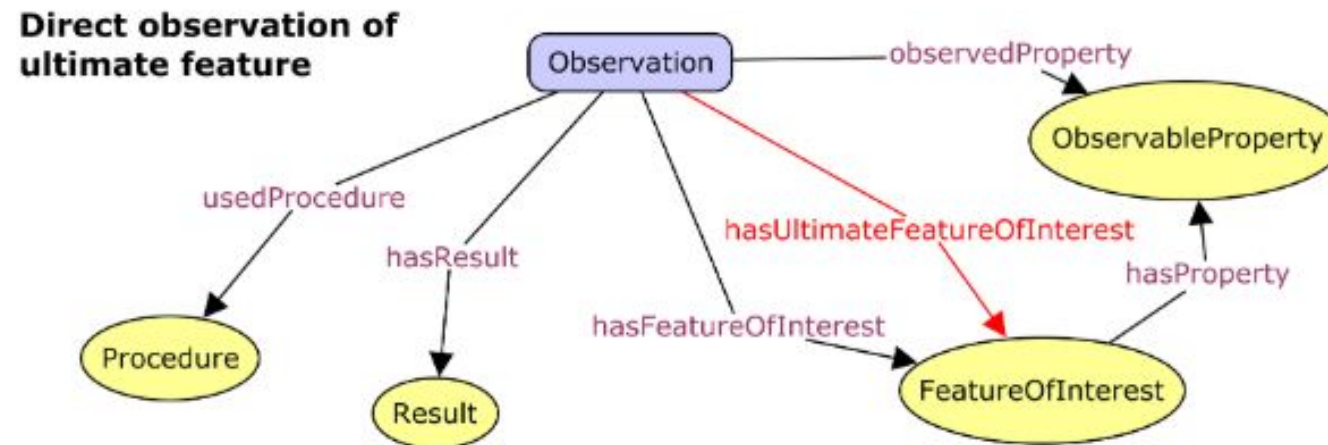 Direct observation of
ultimate feature
Observation
observedProperty
ObservableProperty
usedProcedure
hasUltimateFeatureOfInterest
hasResult
hasProperty
hasFeatureOfInterest
Procedure
FeatureOfInterest
Result